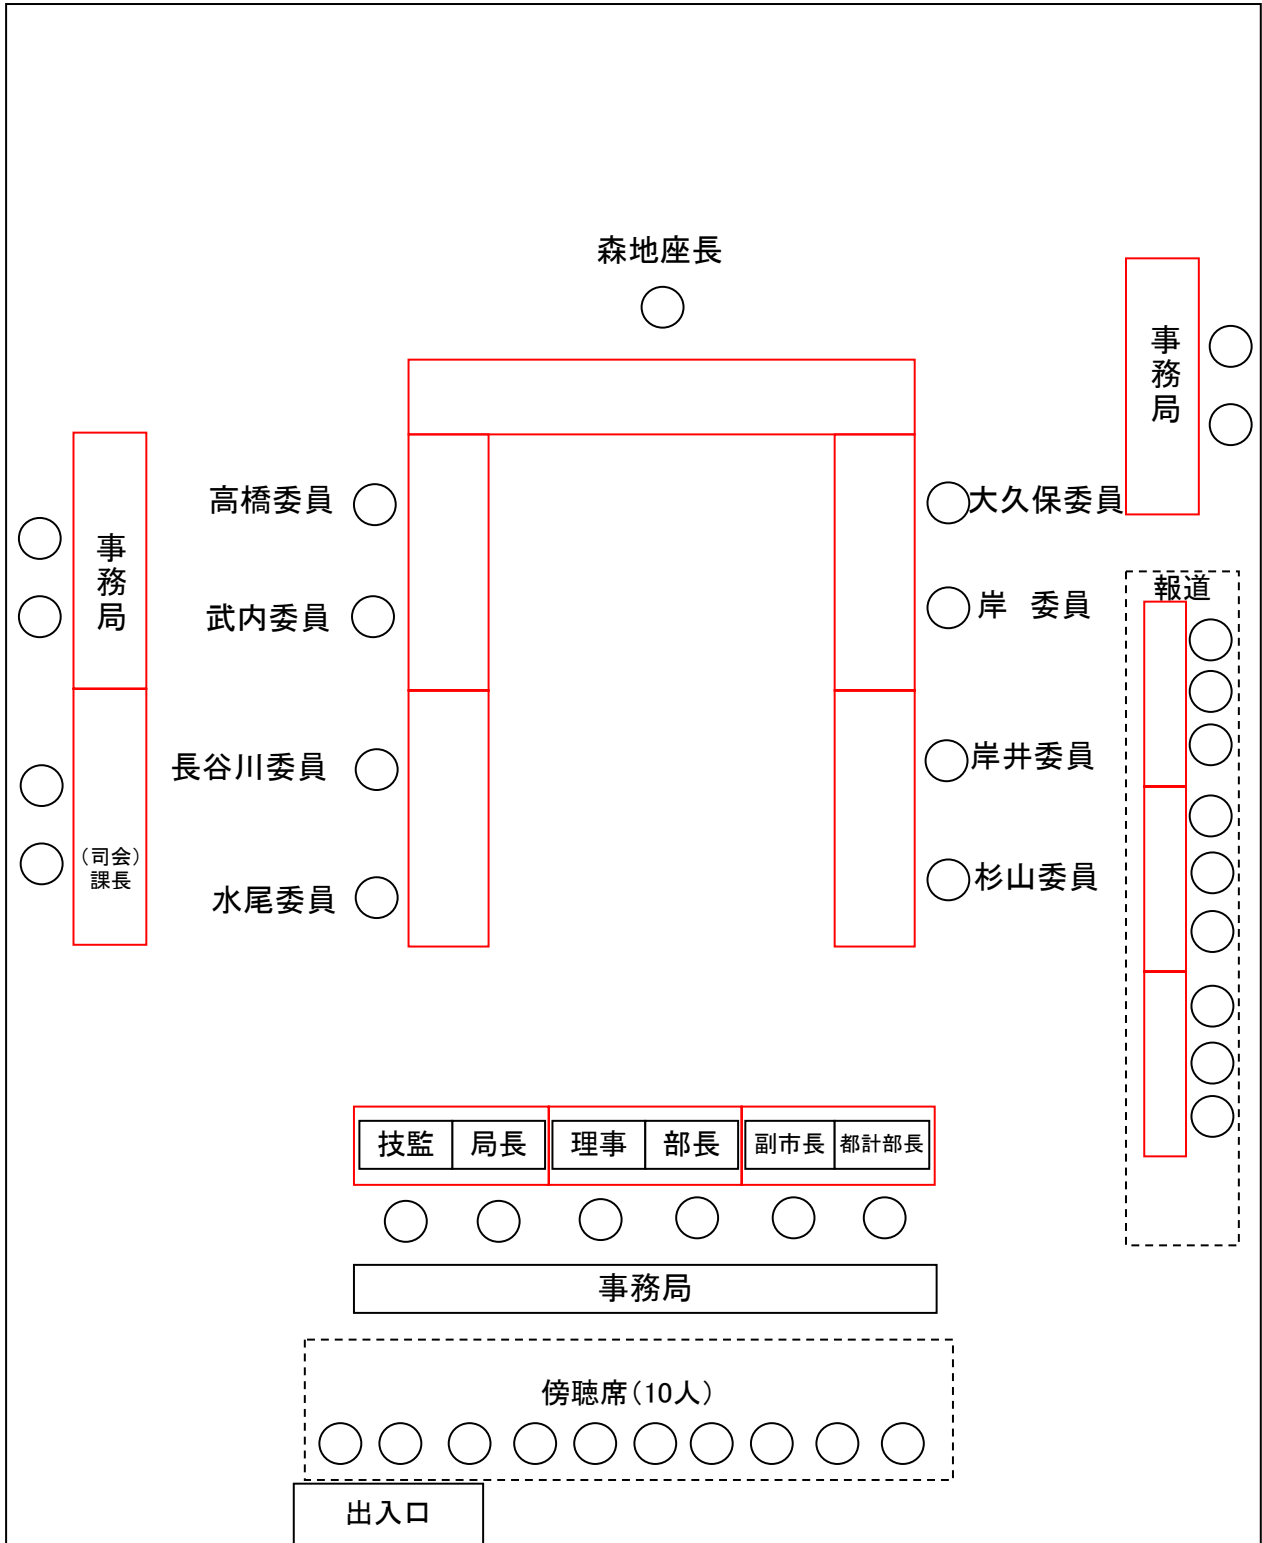 森地座長
事務局
高橋委員
大久保委員
事務局
武内委員
岸　委員
報道
長谷川委員
岸井委員
（司会）
課長
水尾委員
杉山委員
技監
局長
理事
部長
副市長
都計部長
事務局
傍聴席（10人）
出入口